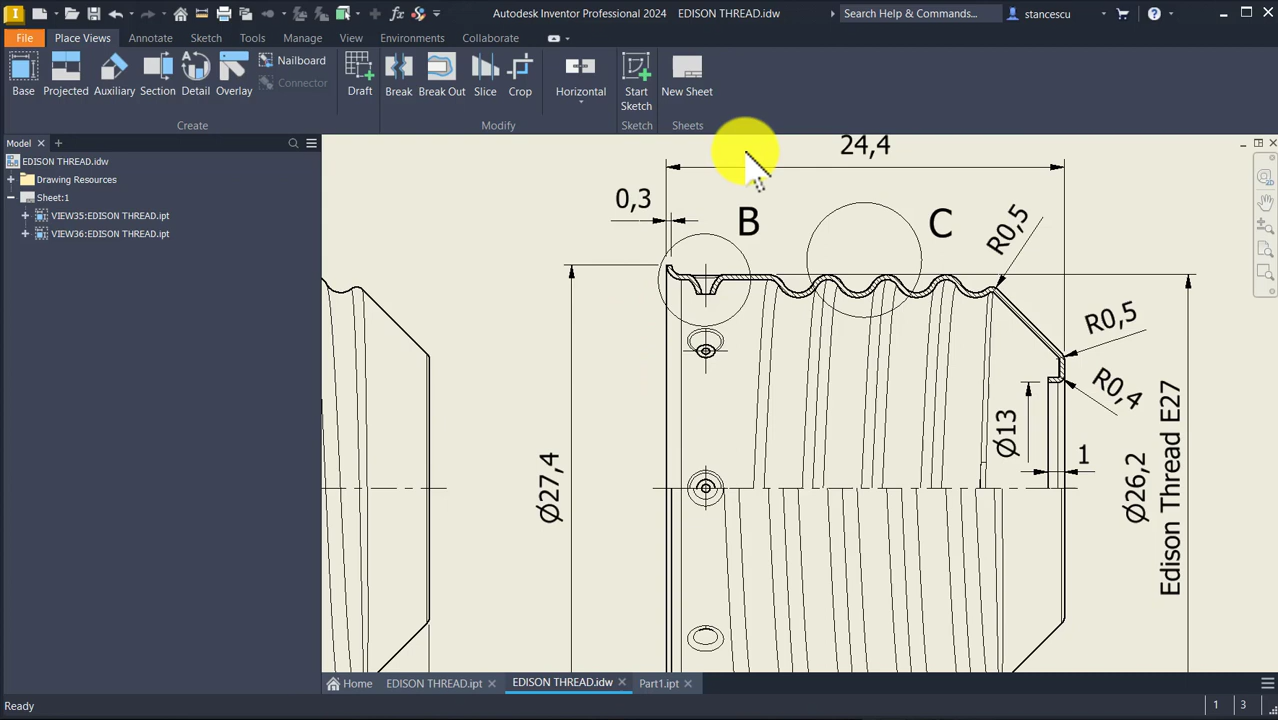 Autodesk Inventor Professional 2024 EDISON THREAD.idw
Search Help & Commands...
stancescu
File Place Views Annotate Sketch Tools Manage View Environments Collaborate
Base
Projected
Auxiliary
Section
Detail
Overlay
Nailboard
Connector
Draft
Break
Break Out
Slice
Crop
Horizontal
Start
Sketch
New Sheet
Create
Modify
Sketch
Sheets
Model
EDISON THREAD.idw
Drawing Resources
Sheet:1
VIEW35:EDISON THREAD.ipt
VIEW36:EDISON THREAD.ipt
24,4
0,3
B
C
R0,5
R0,5
R0,4
Ø13
1
Ø27,4
Ø26,2
Edison Thread E27
Home
EDISON THREAD.ipt
EDISON THREAD.idw
Part1.ipt
Ready
1 3